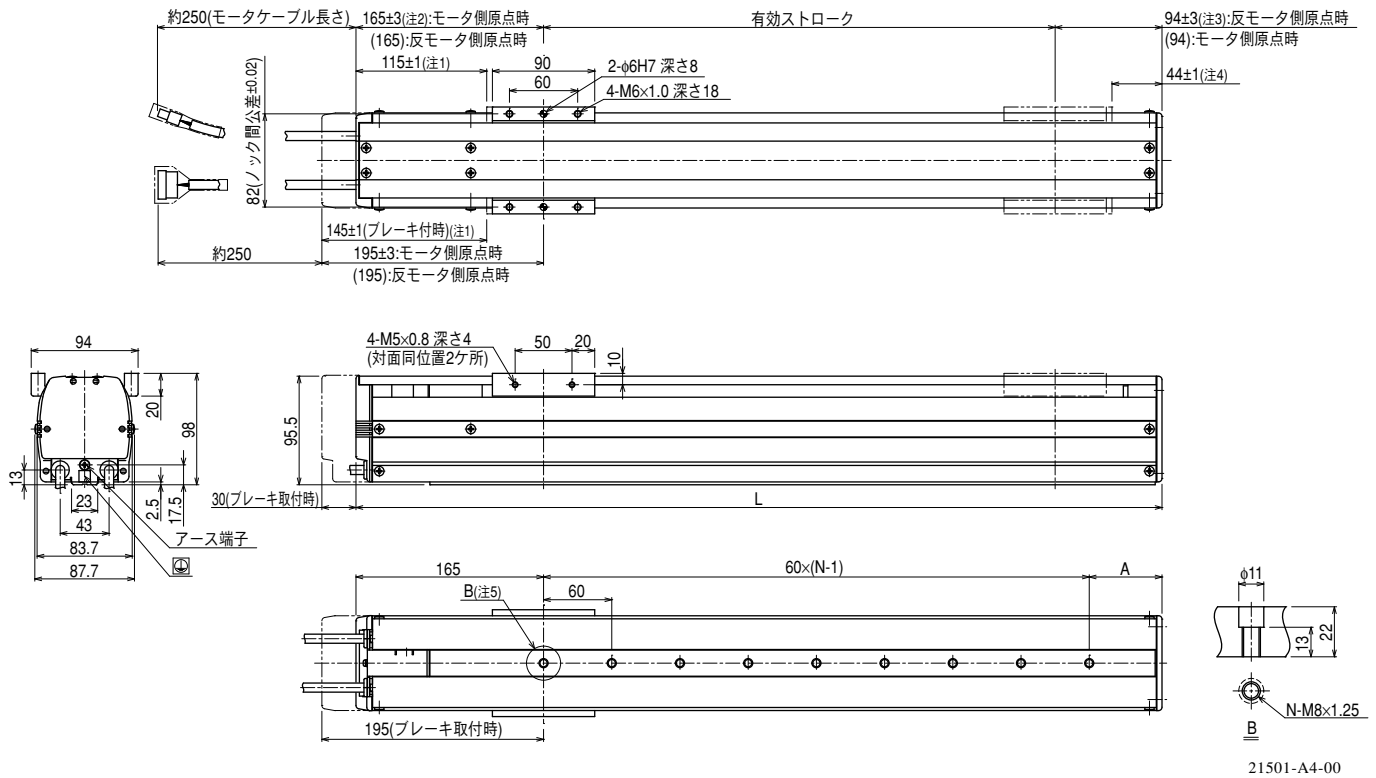 約250(モータケーブル長さ)
165±3(注2):モータ側原点時
(165):反モータ側原点時
有効ストローク
94±3(注3):反モータ側原点時
(94):モータ側原点時
115±1(注1)
90
60
2-φ6H7 深さ8
4-M6×1.0 深さ18
44±1(注4)
82(ノック間公差±0.02)
145±1(ブレーキ付時)(注1)
約250
195±3:モータ側原点時
(195):反モータ側原点時
94
20
98
13
2.5
17.5
23
43
83.7
87.7
アース端子
4-M5×0.8 深さ4
(対面同位置2ケ所)
50
20
10
95.5
30(ブレーキ取付時)
L
165
60×(N-1)
A
B(注5)
60
195(ブレーキ取付時)
φ11
13
22
N-M8×1.25
B
21501-A4-00